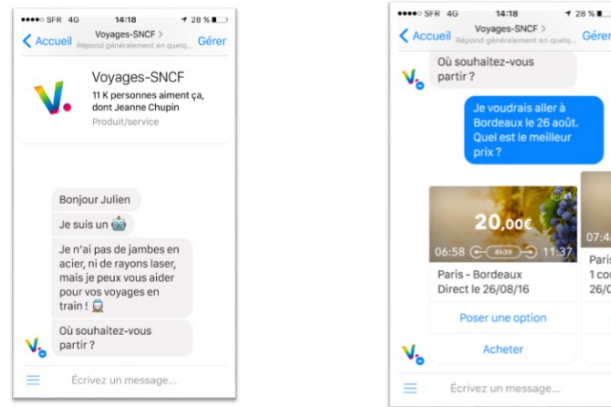 SFR 4G 14:18 28 %
Accueil Voyages-SNCF > Gérer
Répond généralement en quelq...
Voyages-SNCF
11 K personnes aiment ça,
dont Jeanne Chupin
Produit/service
Bonjour Julien
Je suis un
Je n'ai pas de jambes en
acier, ni de rayons laser,
mais je peux vous aider
pour vos voyages en
train !
Où souhaitez-vous
partir ?
Écrivez un message...
SFR 4G 14:18 28 %
Accueil Voyages-SNCF > Gérer
Répond généralement en quelq...
Où souhaitez-vous
partir ?
Je voudrais aller à
Bordeaux le 26 août.
Quel est le meilleur
prix ?
20,00€
06:58 4h39 11:37
Paris - Bordeaux
Direct le 26/08/16
Poser une option
Acheter
07:4
Paris
1 co
26/0
Écrivez un message...